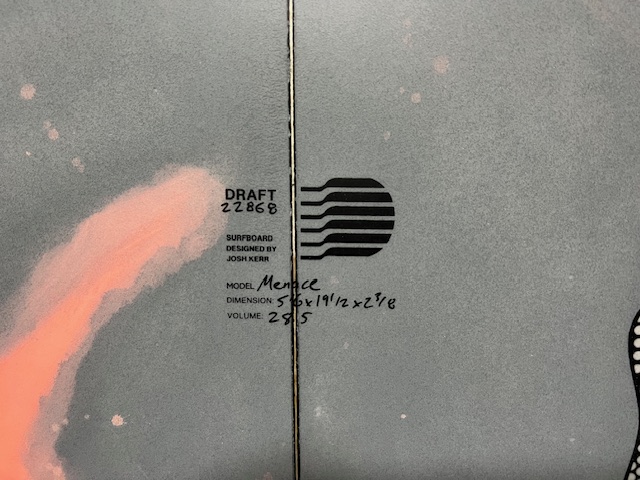 DRAFT
22868
SURFBOARD
DESIGNED BY
JOSH KERR
MODEL Menace
DIMENSION: 5'6 x 19 1/2 x 2 3/8
VOLUME: 28.5